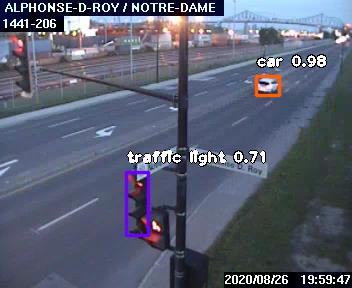 ALPHONSE-D-ROY / NOTRE-DAME
1441-206
car 0.98
traffic light 0.71
D. Roy
2020/08/26 19:59:47